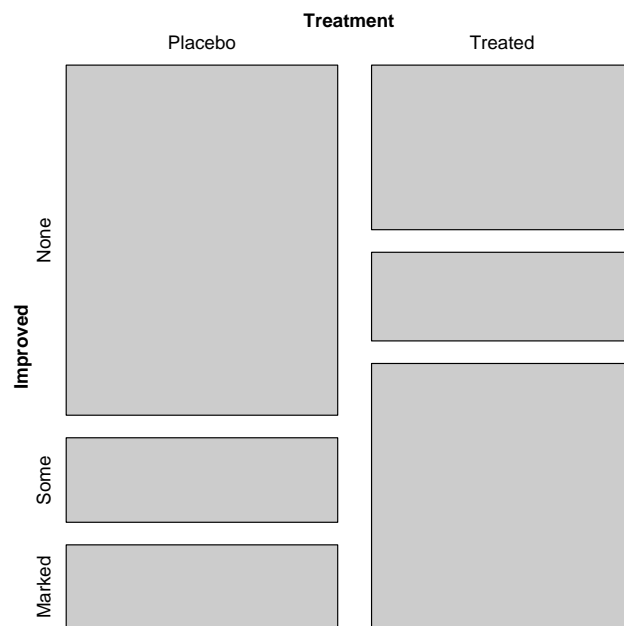 Treatment
Placebo Treated
Improved
None
Some
Marked